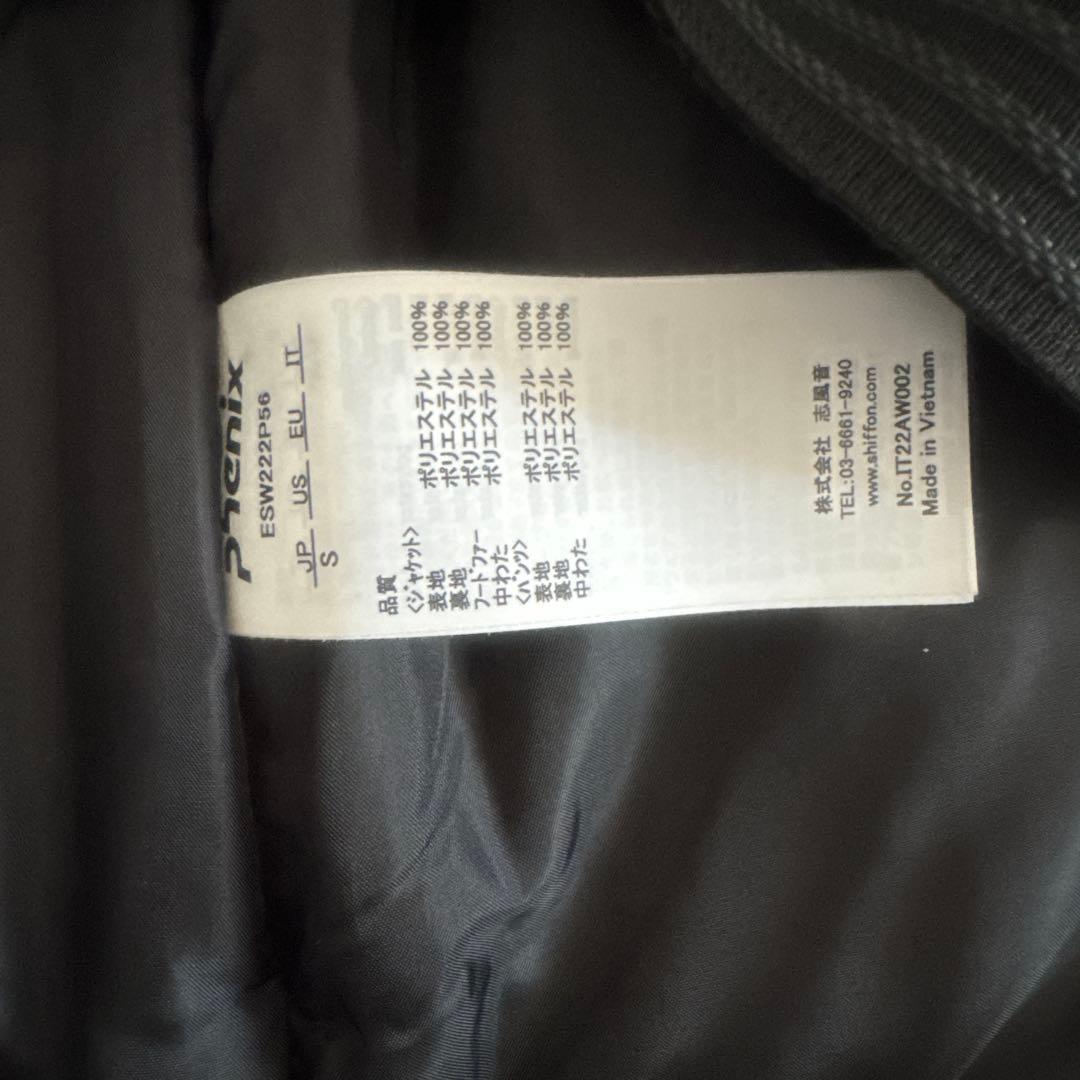 phenix
ESW222P56
JP US EU IT
S
品質
<ｼﾞｬｹｯﾄ>
表地 ポリエステル 100%
裏地 ポリエステル 100%
ﾌｰﾄﾞﾌｧｰ ポリエステル 100%
中わた ポリエステル 100%
<ﾊﾟﾝﾂ>
表地 ポリエステル 100%
裏地 ポリエステル 100%
中わた ポリエステル 100%
株式会社 志風音
TEL:03-6661-9240
www.shiffon.com
No.IT22AW002
Made in Vietnam